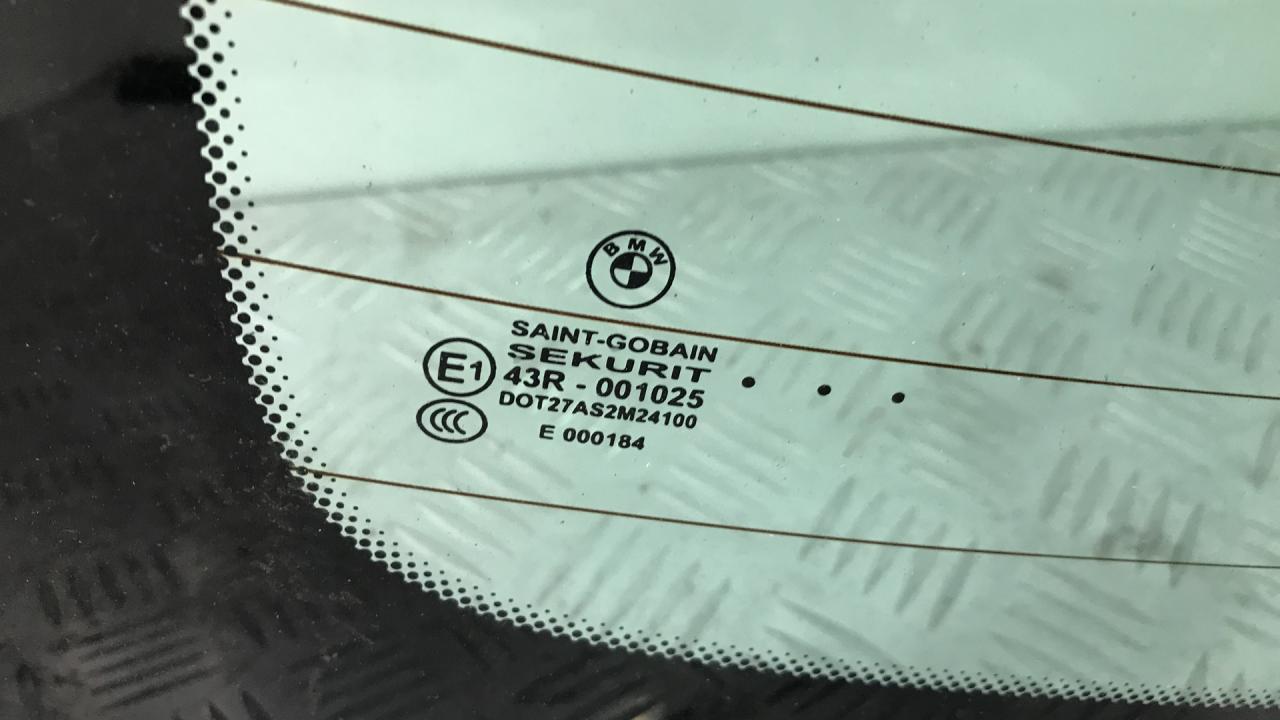 BMW
SAINT-GOBAIN
SEKURIT
E1
43R - 001025
CCC
DOT27AS2M24100
E 000184